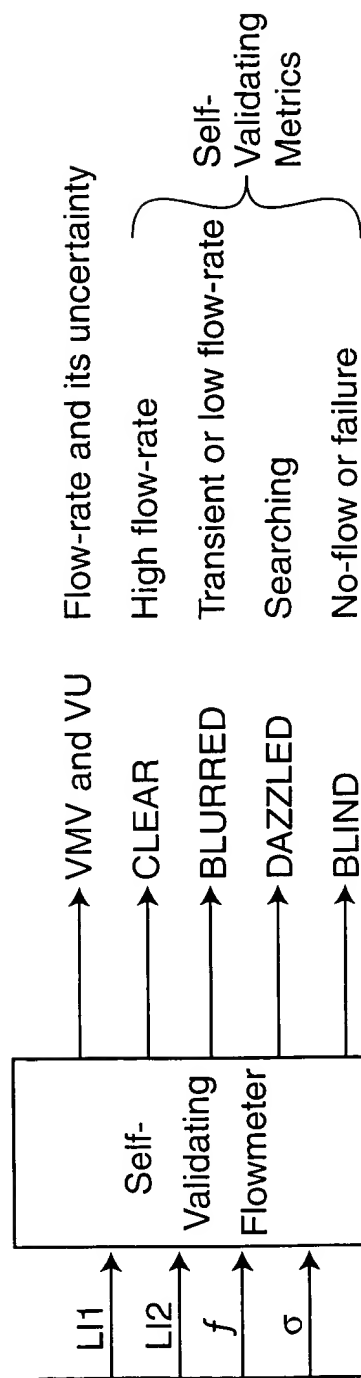 LI1
LI2
f
σ
Self-
Validating
Flowmeter
VMV and VU Flow-rate and its uncertainty
CLEAR High flow-rate
BLURRED Transient or low flow-rate
DAZZLED Searching
BLIND No-flow or failure
Self-
Validating
Metrics